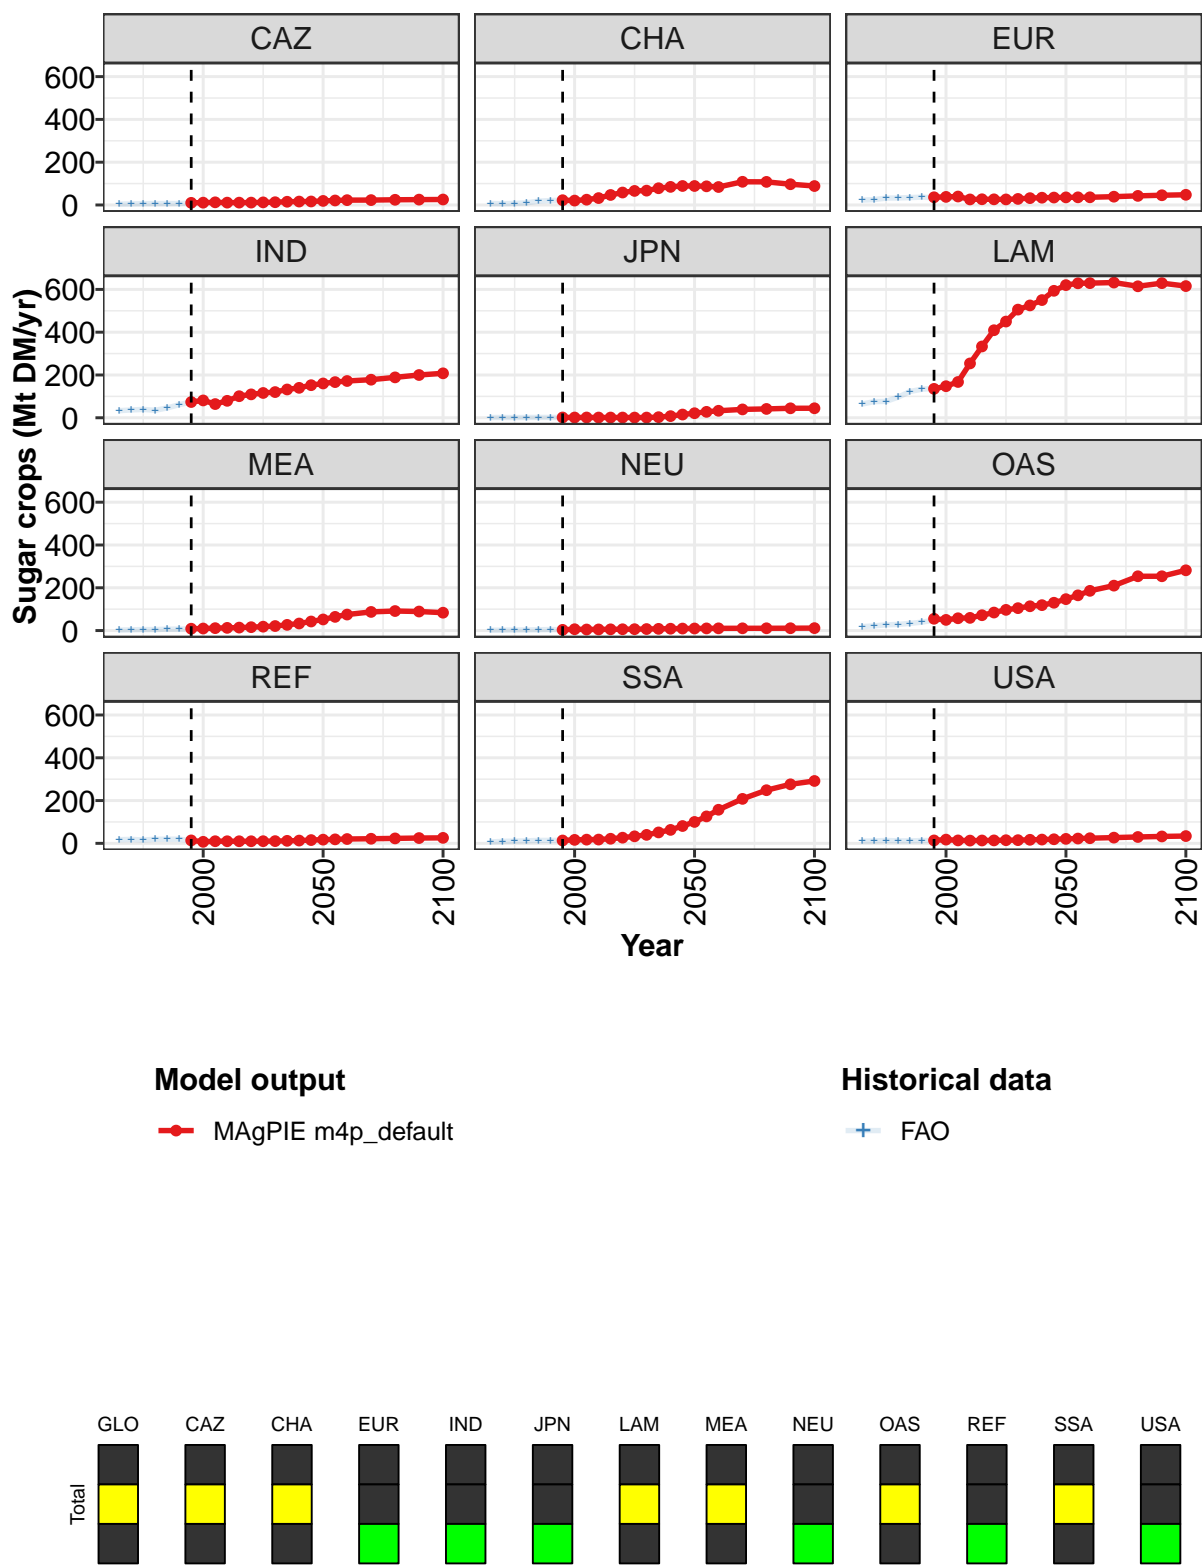 CAZ CHA EUR
600
400
200
0
IND JPN LAM
600
400
200
0
MEA NEU OAS
600
400
200
0
REF SSA USA
600
400
200
0
Sugar crops (Mt DM/yr)
2000 2050 2100 2000 2050 2100 2000 2050 2100
Year
Model output Historical data
MAgPIE m4p_default FAO
GLO CAZ CHA EUR IND JPN LAM MEA NEU OAS REF SSA USA
Total